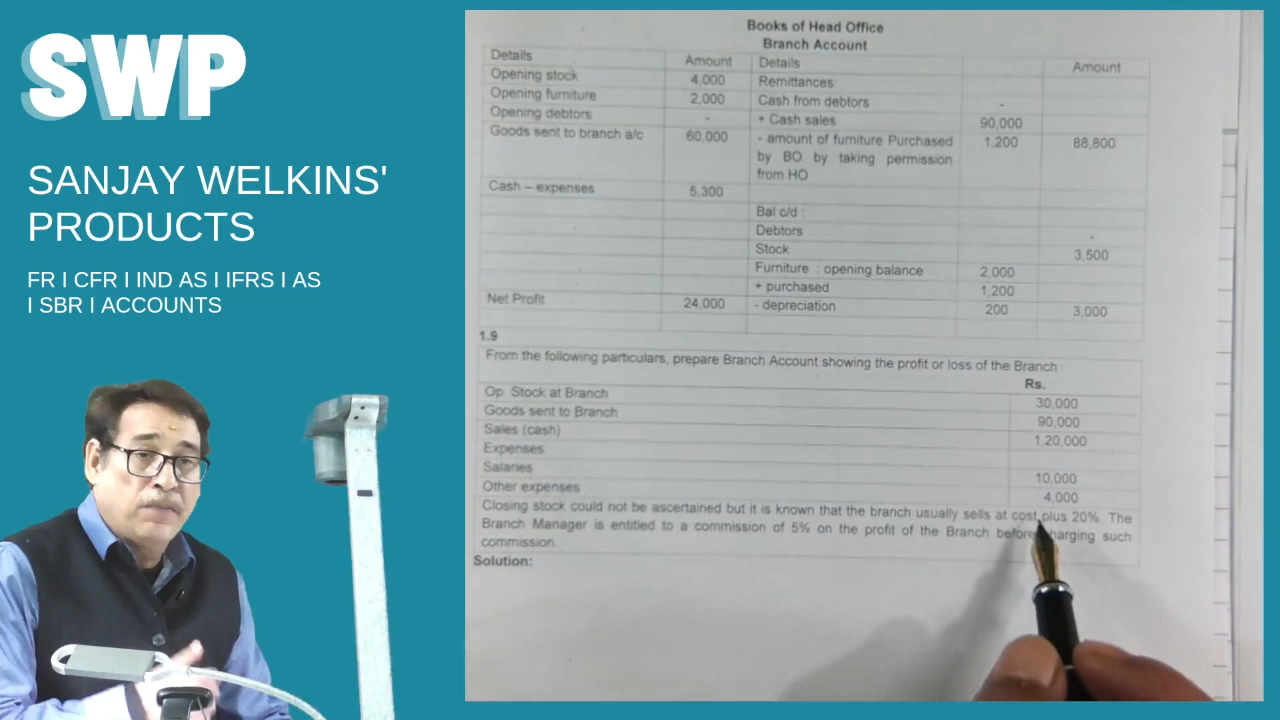 SWP
SANJAY WELKINS'
PRODUCTS
FR I CFR I IND AS I IFRS I AS
I SBR I ACCOUNTS
Books of Head Office
Branch Account
Details Amount Details Amount
Opening stock 4,000 Remittances:
Opening furniture 2,000 Cash from debtors -
Opening debtors - + Cash sales 90,000
Goods sent to branch a/c 60,000 - amount of furniture Purchased 1,200 88,800
by BO by taking permission
from HO
Cash – expenses 5,300
Bal c/d :
Debtors -
Stock 3,500
Furniture : opening balance 2,000
+ purchased 1,200
Net Profit 24,000 - depreciation 200 3,000
1.9
From the following particulars, prepare Branch Account showing the profit or loss of the Branch
Rs.
Op. Stock at Branch 30,000
Goods sent to Branch 90,000
Sales (cash) 1,20,000
Expenses
Salaries 10,000
Other expenses 4,000
Closing stock could not be ascertained but it is known that the branch usually sells at cost plus 20%. The
Branch Manager is entitled to a commission of 5% on the profit of the Branch before charging such
commission.
Solution: